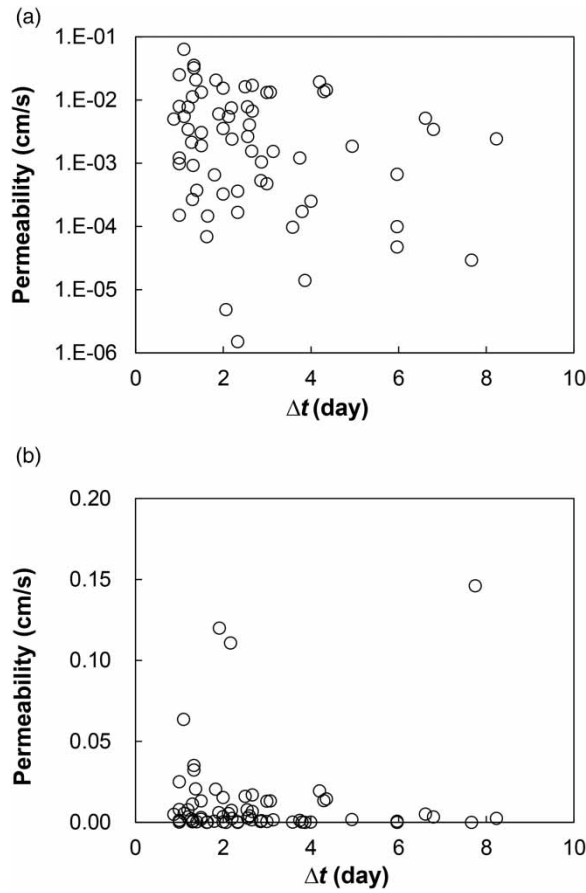 (a)
Permeability (cm/s)
1.E-01
1.E-02
1.E-03
1.E-04
1.E-05
1.E-06
0 2 4 6 8 10
Δt (day)
(b)
Permeability (cm/s)
0.20
0.15
0.10
0.05
0.00
0 2 4 6 8 10
Δt (day)